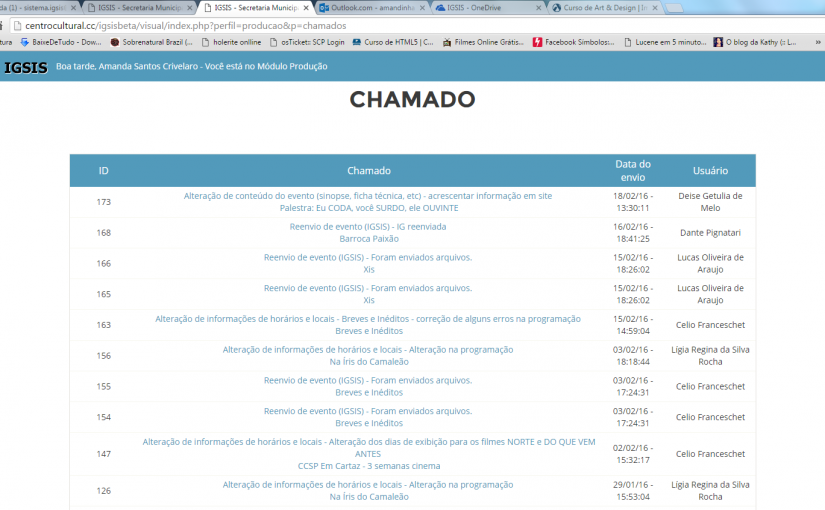 da (1) - sistema.igsis
IGSIS - Secretaria Municip
IGSIS - Secretaria Municip
Outlook.com - amandinh
IGSIS - OneDrive
Curso de Art & Design | I
centrocultural.cc/igsisbeta/visual/index.php?perfil=producao&p=chamados
tura
BaixeDeTudo - Dow...
Sobrenatural Brazil (...
holerite onlline
osTickets: SCP Login
Curso de HTML5 | C...
Filmes Online Grátis...
Facebook Símbolos:...
Lucene em 5 minuto...
O blog da Kathy (: L...
»
IGSIS Boa tarde, Amanda Santos Crivelaro - Você está no Módulo Produção
CHAMADO
ID
Chamado
Data do
envio
Usuário
173
Alteração de conteúdo do evento (sinopse, ficha técnica, etc) - acrescentar informação em site
Palestra: Eu CODA, você SURDO, ele OUVINTE
18/02/16 -
13:30:11
Deise Getulia de
Melo
168
Reenvio de evento (IGSIS) - IG reenviada
Barroca Paixão
16/02/16 -
18:41:25
Dante Pignatari
166
Reenvio de evento (IGSIS) - Foram enviados arquivos.
Xis
15/02/16 -
18:26:02
Lucas Oliveira de
Araujo
165
Reenvio de evento (IGSIS) - Foram enviados arquivos.
Xis
15/02/16 -
18:26:02
Lucas Oliveira de
Araujo
163
Alteração de informações de horários e locais - Breves e Inéditos - correção de alguns erros na programação
Breves e Inéditos
15/02/16 -
14:59:04
Celio Franceschet
156
Alteração de informações de horários e locais - Alteração na programação
Na Íris do Camaleão
03/02/16 -
18:18:44
Lígia Regina da Silva
Rocha
155
Reenvio de evento (IGSIS) - Foram enviados arquivos.
Breves e Inéditos
03/02/16 -
17:24:31
Celio Franceschet
154
Reenvio de evento (IGSIS) - Foram enviados arquivos.
Breves e Inéditos
03/02/16 -
17:24:31
Celio Franceschet
147
Alteração de informações de horários e locais - Alteração dos dias de exibição para os filmes NORTE e DO QUE VEM
ANTES
CCSP Em Cartaz - 3 semanas cinema
02/02/16 -
15:32:17
Celio Franceschet
126
Alteração de informações de horários e locais - Alteração na programação
Na Íris do Camaleão
29/01/16 -
15:53:04
Lígia Regina da Silva
Rocha